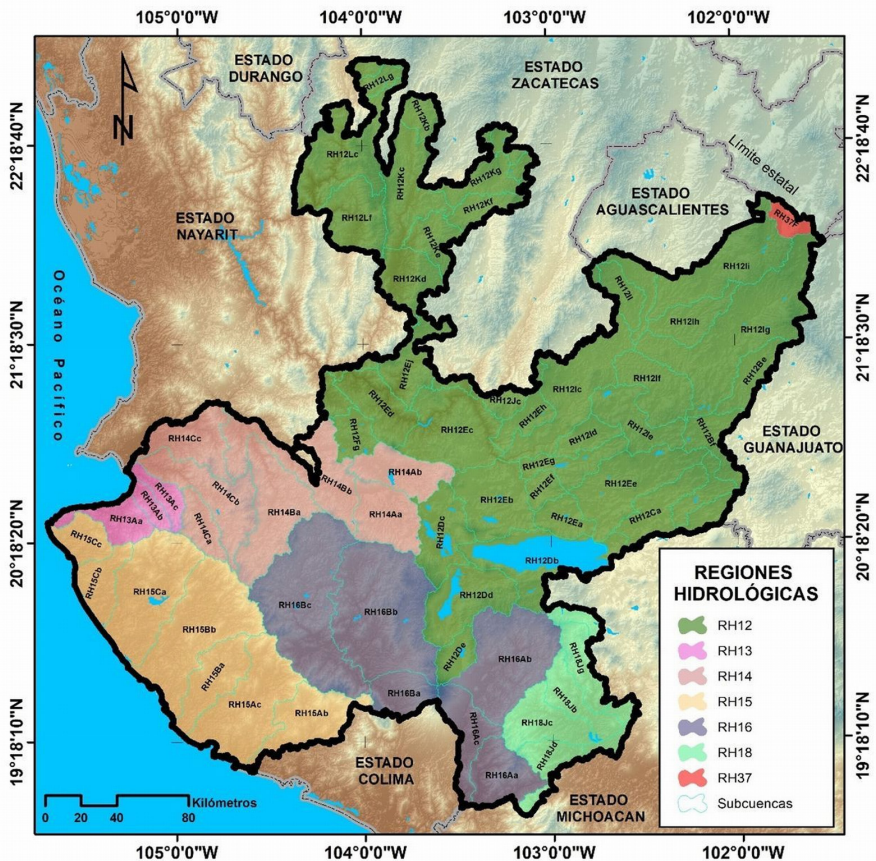 105°0'0"W 104°0'0"W 103°0'0"W 102°0'0"W
ESTADO
DURANGO
ESTADO
ZACATECAS
N
22°18'40"N
22°18'40"N
RH12Lg
RH12Kb
RH12Lc
RH12Kc
RH12Kg
RH12Kf
RH12Lf
RH12Ke
RH12Kd
Límite estatal
ESTADO
AGUASCALIENTES
ESTADO
NAYARIT
RH37F
RH12Ii
RH12Ih
RH12Ig
21°18'30"N
21°18'30"N
Océano Pacífico
RH12Ej
RH12Be
RH12If
RH12Ic
RH12Jc
RH12Ed
RH12Eh
RH12Fg
RH12Ec
RH12Id
RH12Ie
ESTADO
GUANAJUATO
RH14Cc
RH14Ab
RH12Eg
RH12Ef
RH12Ee
RH14Bb
RH14Cb
RH13Ac
RH13Ab
RH13Aa
RH14Ba
RH14Aa
RH12Eb
RH12Ea
RH12Ca
RH14Ca
RH12Dc
20°18'20"N
20°18'20"N
RH15Cc
RH12Db
RH15Cb
RH15Ca
RH16Bc
RH16Bb
RH12Dd
RH15Bb
RH12De
RH16Ab
RH18Jg
RH15Ba
RH16Ba
RH18Jb
RH15Ac
RH15Ab
RH16Ac
RH18Jc
RH18Jd
RH16Aa
19°18'10"N
19°18'10"N
ESTADO
COLIMA
ESTADO
MICHOACAN
REGIONES
HIDROLÓGICAS
RH12
RH13
RH14
RH15
RH16
RH18
RH37
Subcuencas
Kilómetros
0 20 40 80
105°0'0"W 104°0'0"W 103°0'0"W 102°0'0"W